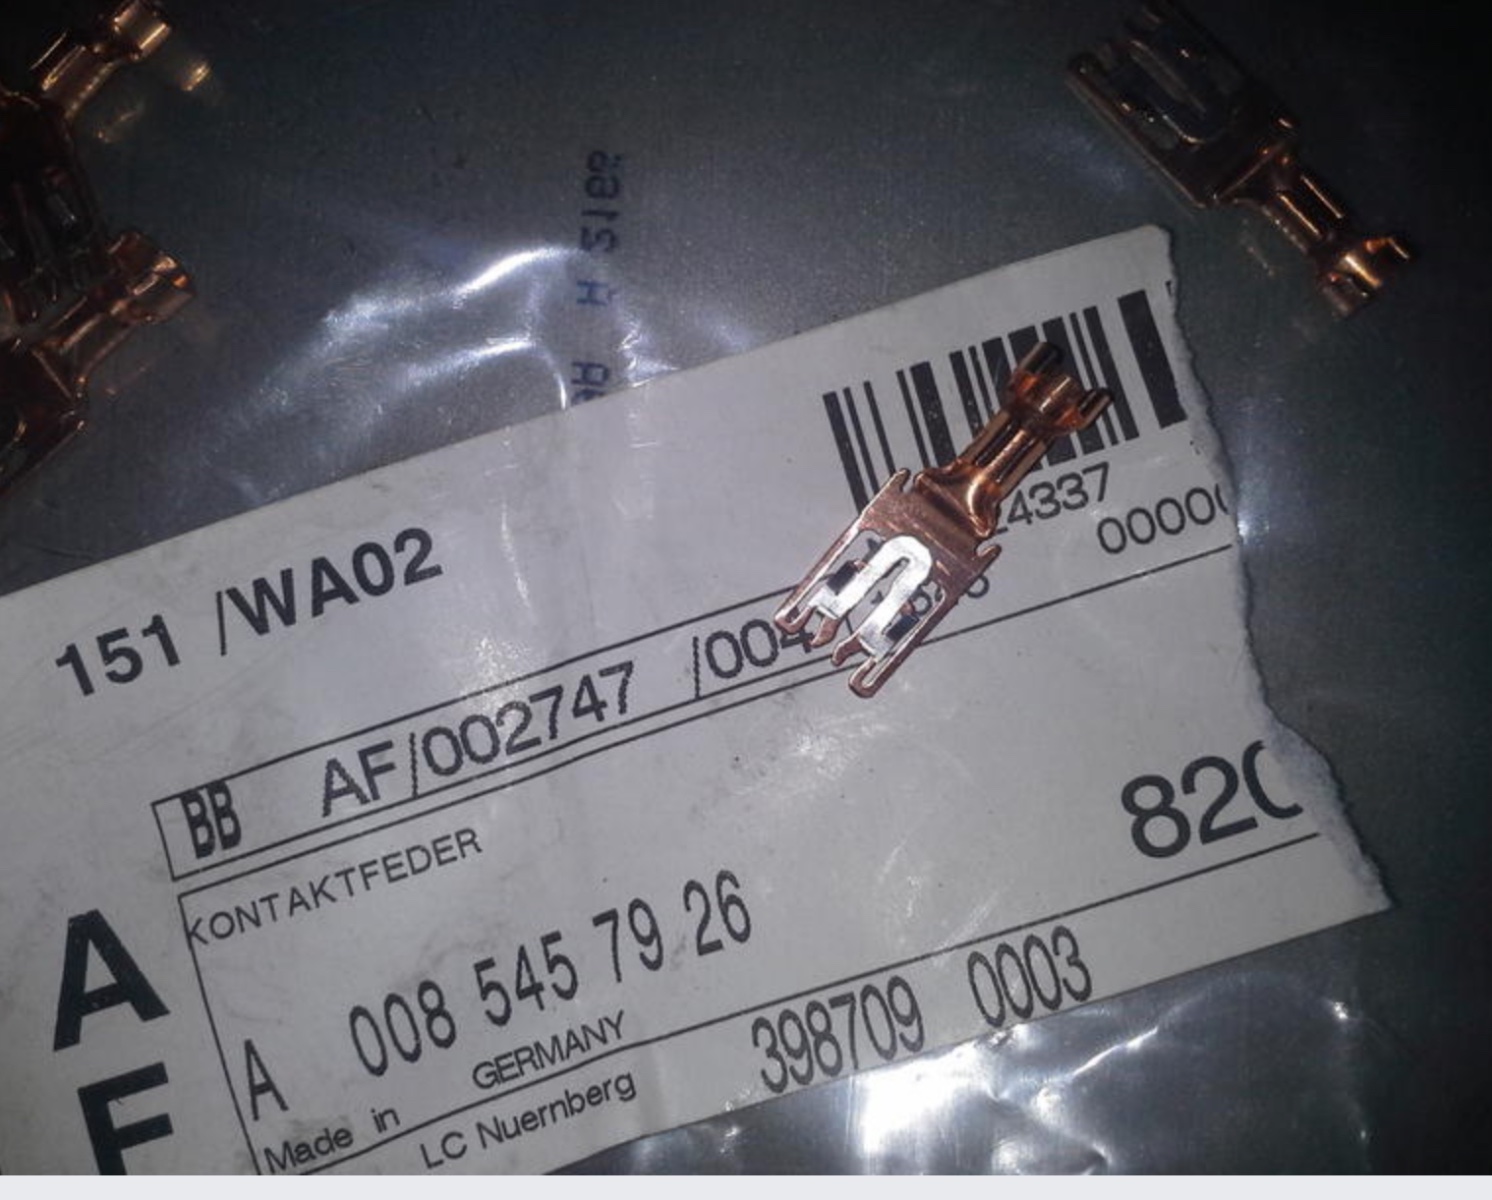 151 /WA02
4337
0000
BB AF/002747 /004
KONTAKTFEDER
820
A
A 008 545 79 26
F
Made in GERMANY
398709 0003
LC Nuernberg